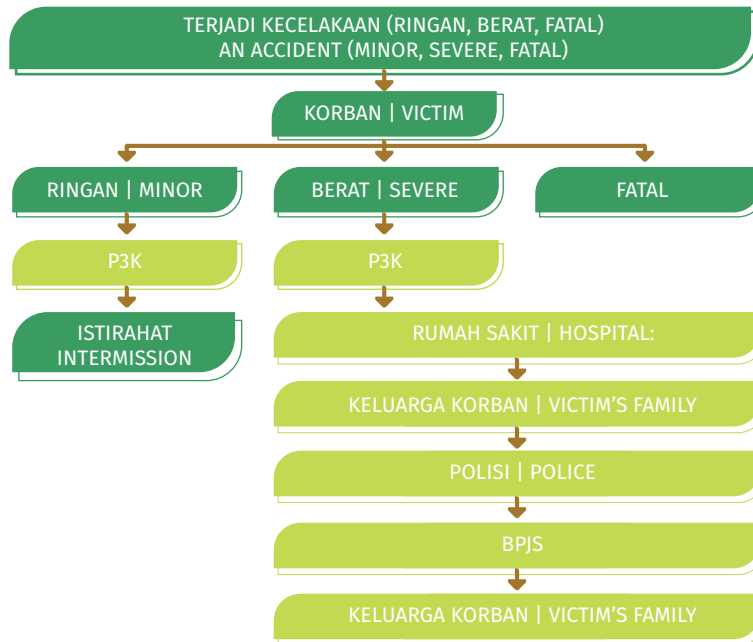 TERJADI KECELAKAAN (RINGAN, BERAT, FATAL)
AN ACCIDENT (MINOR, SEVERE, FATAL)
KORBAN | VICTIM
RINGAN | MINOR
BERAT | SEVERE
FATAL
P3K
P3K
ISTIRAHAT
INTERMISSION
RUMAH SAKIT | HOSPITAL:
KELUARGA KORBAN | VICTIM'S FAMILY
POLISI | POLICE
BPJS
KELUARGA KORBAN | VICTIM'S FAMILY